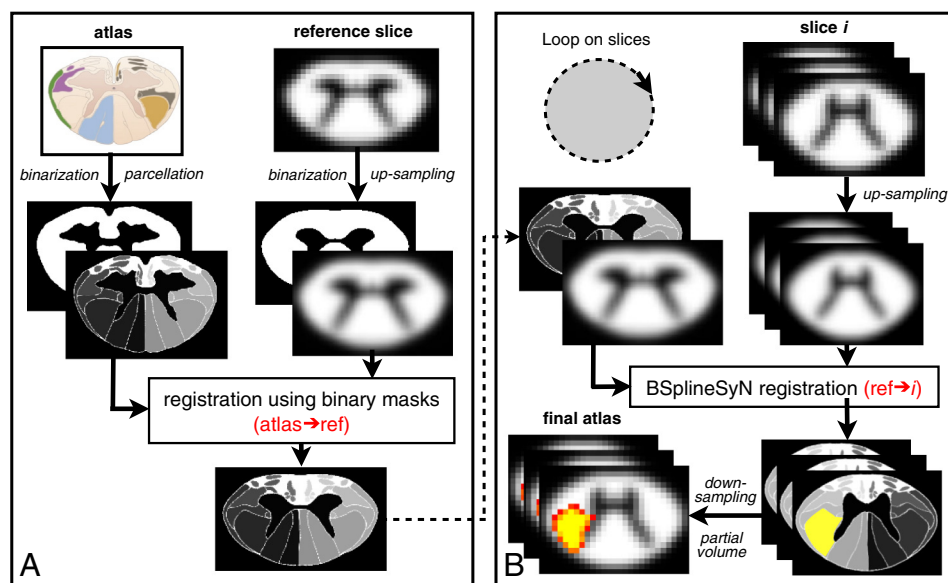 atlas
reference slice
binarization
parcellation
binarization
up-sampling
registration using binary masks
(atlas➔ref)
A
Loop on slices
slice i
up-sampling
BSplineSyN registration (ref➔i)
final atlas
down-
sampling
partial
volume
B